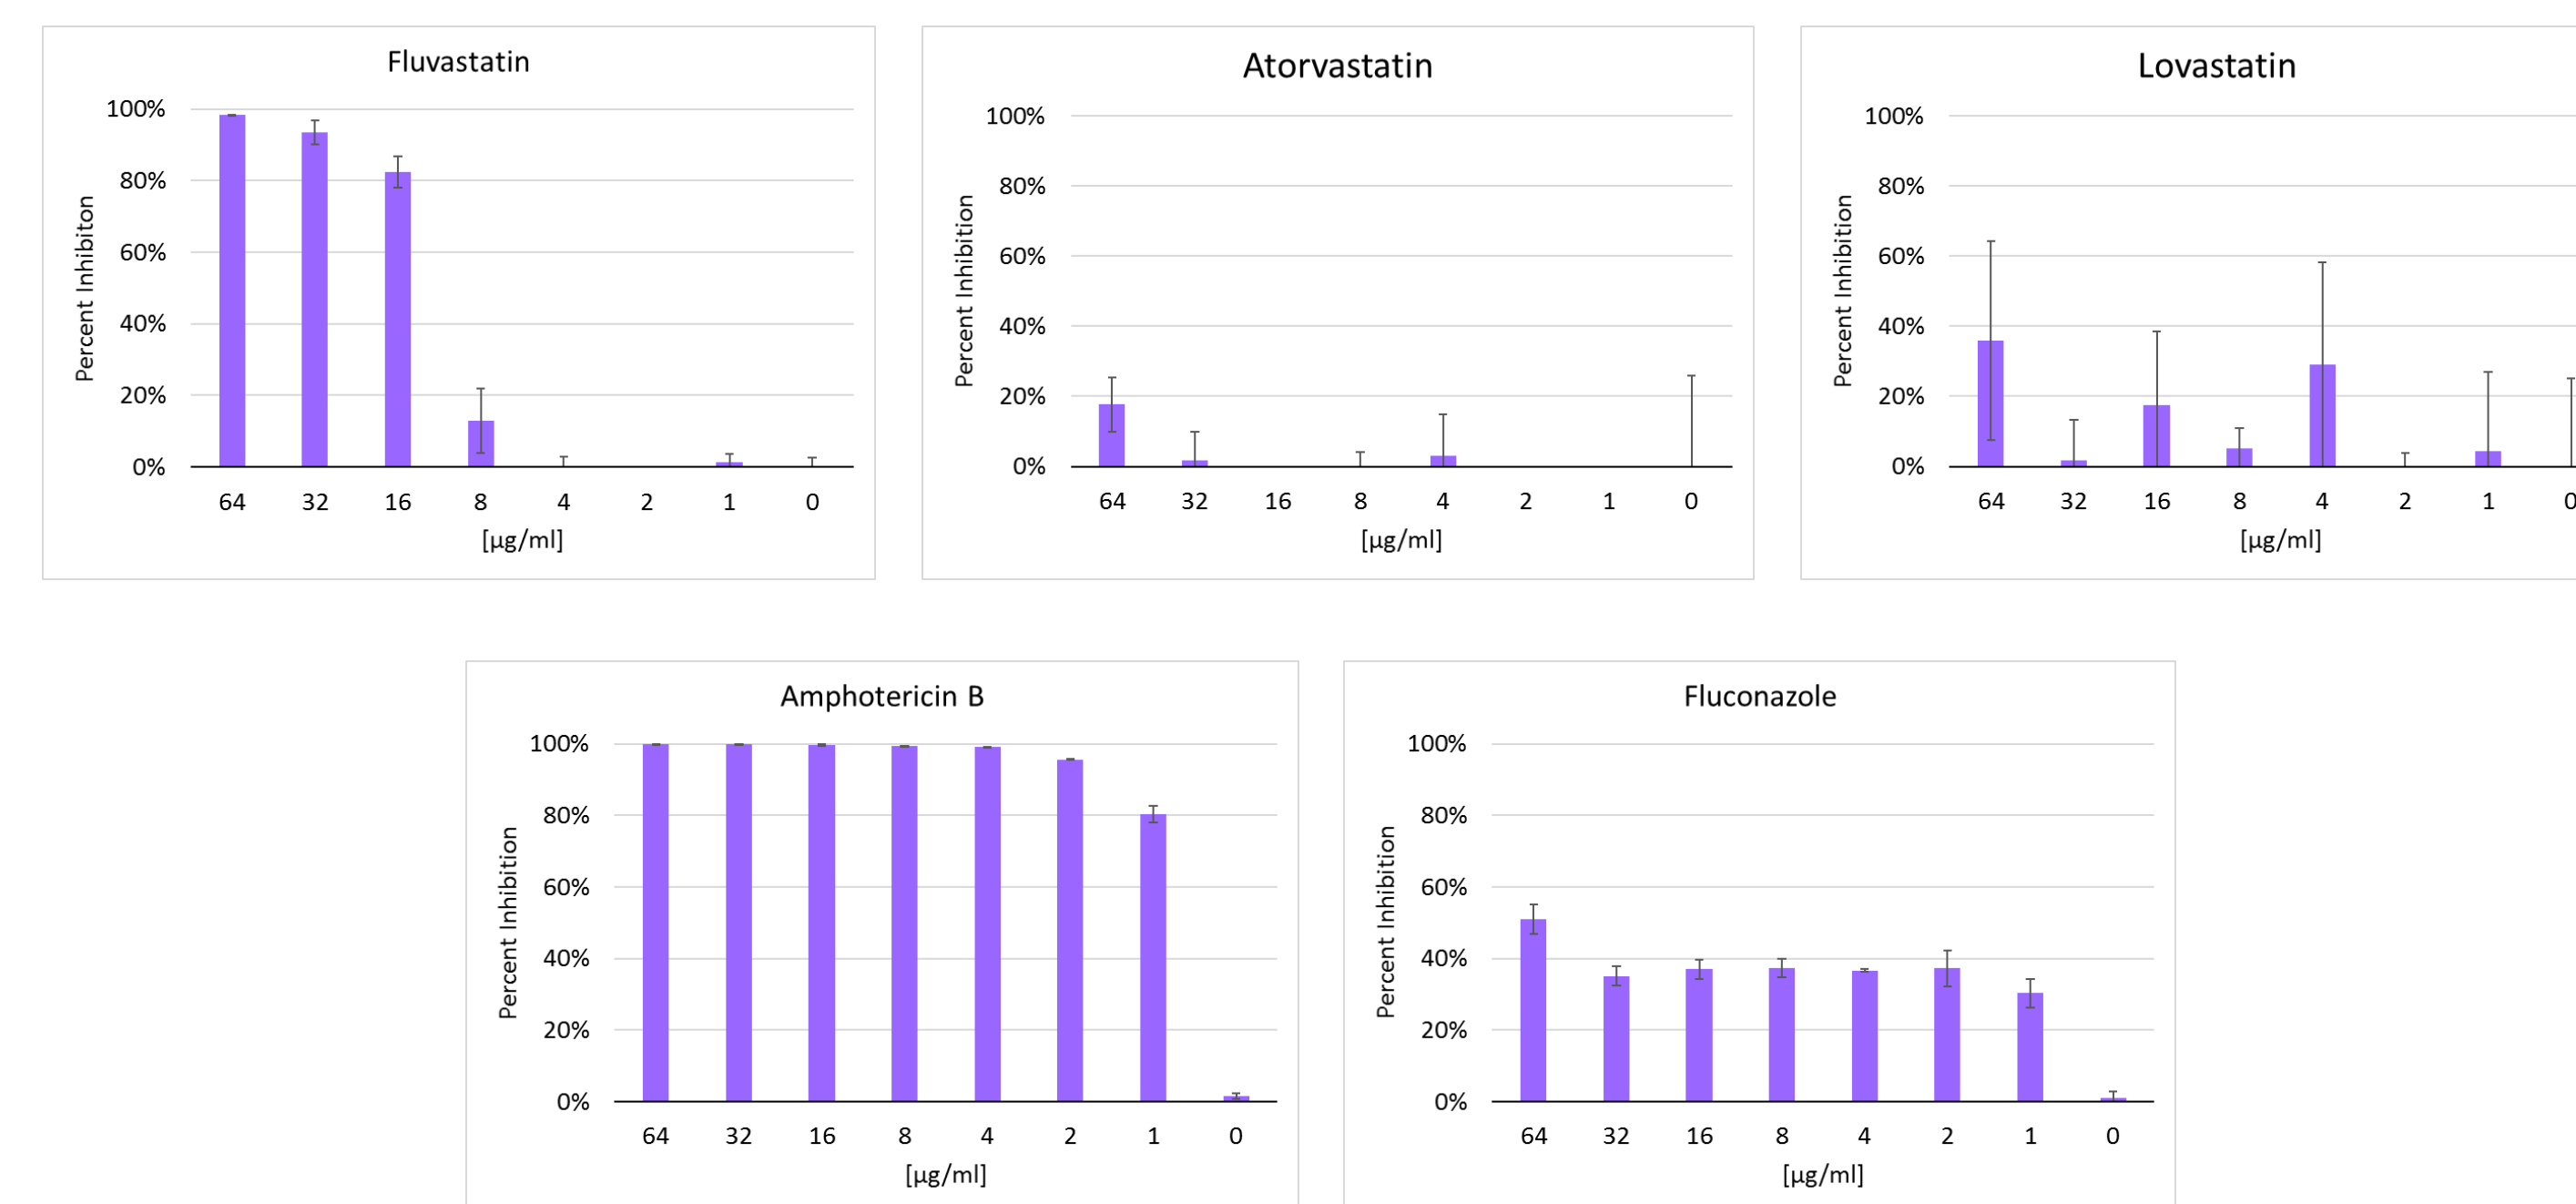 Fluvastatin
100%
80%
60%
40%
20%
0%
Percent Inhibiton
64 32 16 8 4 2 1 0
[µg/ml]
Atorvastatin
100%
80%
60%
40%
20%
0%
Percent Inhibition
64 32 16 8 4 2 1 0
[µg/ml]
Lovastatin
100%
80%
60%
40%
20%
0%
Percent Inhibition
64 32 16 8 4 2 1 0
[µg/ml]
Amphotericin B
100%
80%
60%
40%
20%
0%
Percent Inhibition
64 32 16 8 4 2 1 0
[µg/ml]
Fluconazole
100%
80%
60%
40%
20%
0%
Percent Inhibition
64 32 16 8 4 2 1 0
[µg/ml]